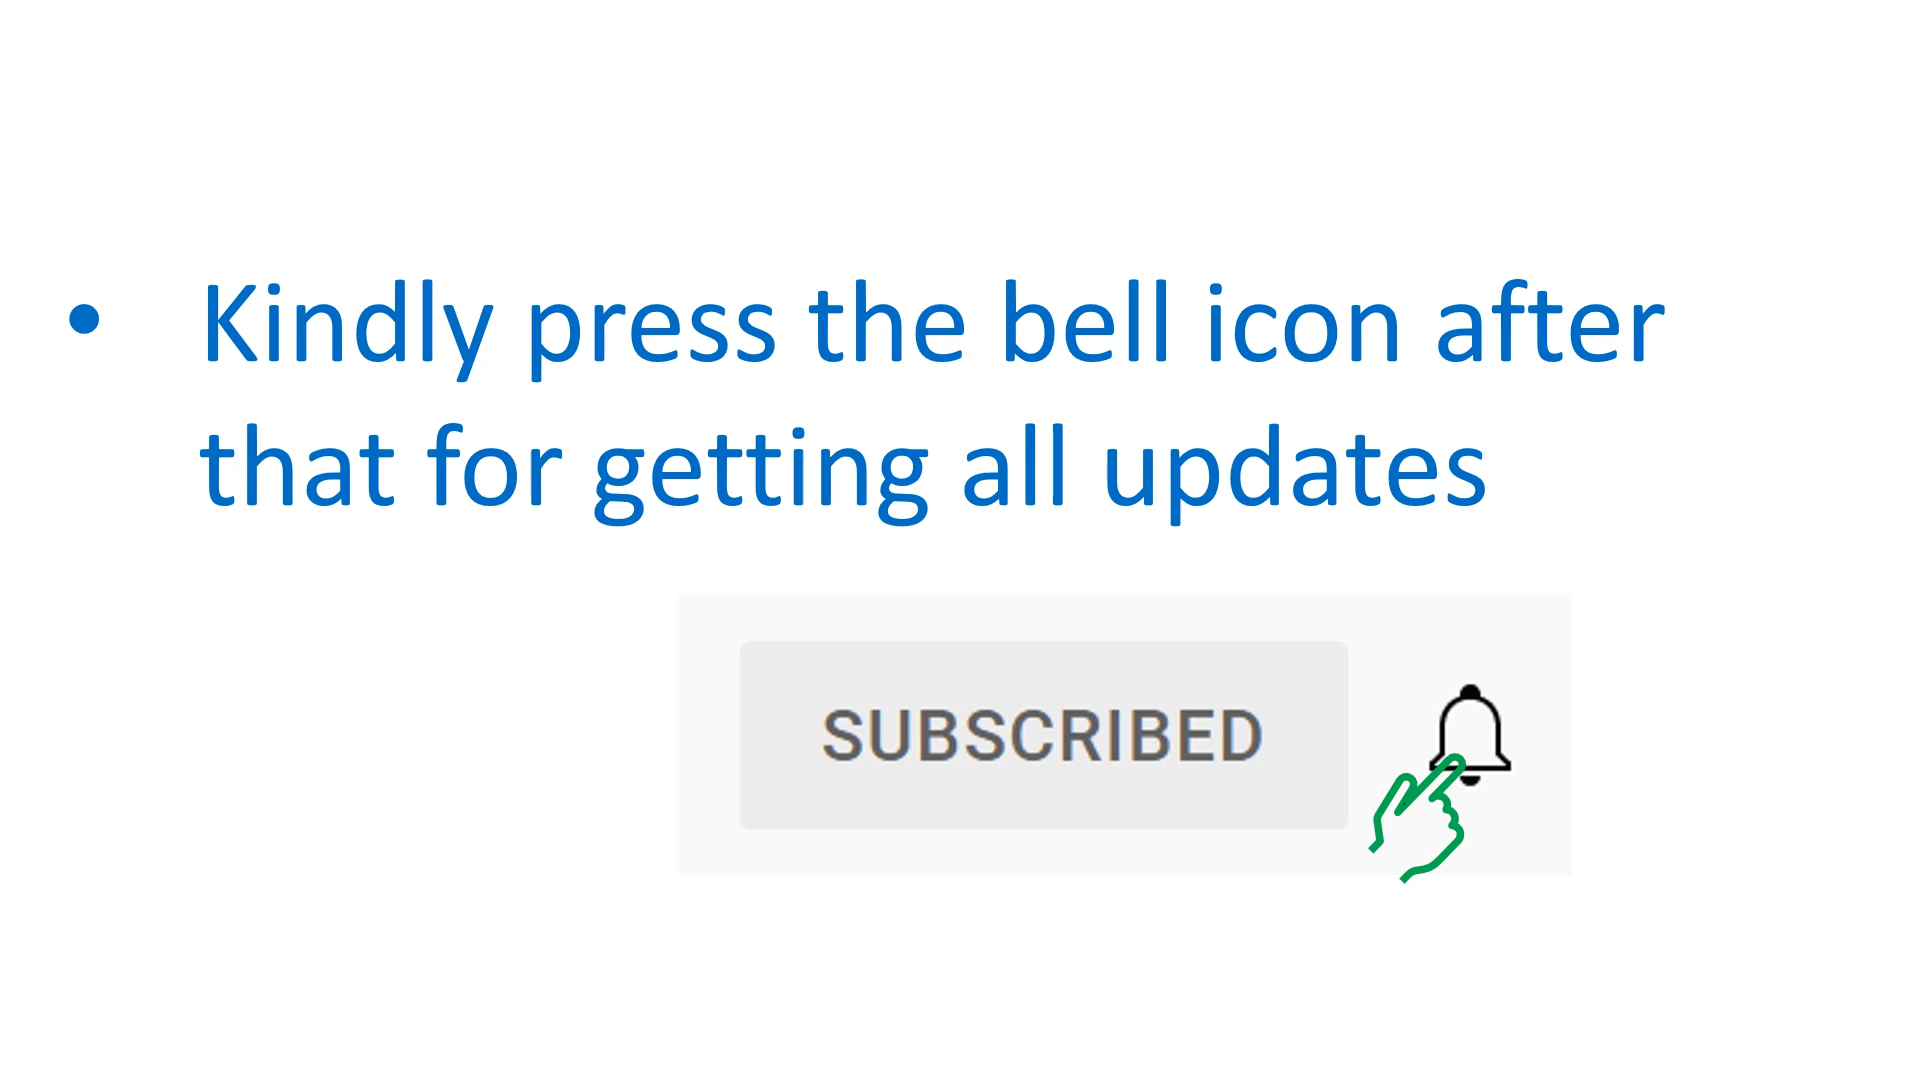 • Kindly press the bell icon after
that for getting all updates
SUBSCRIBED